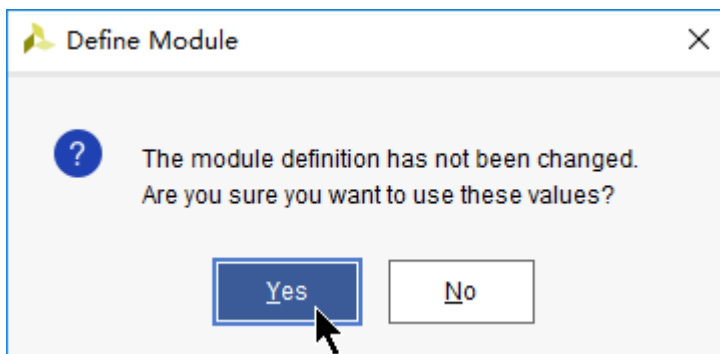 Define Module
The module definition has not been changed.
Are you sure you want to use these values?
Yes
No